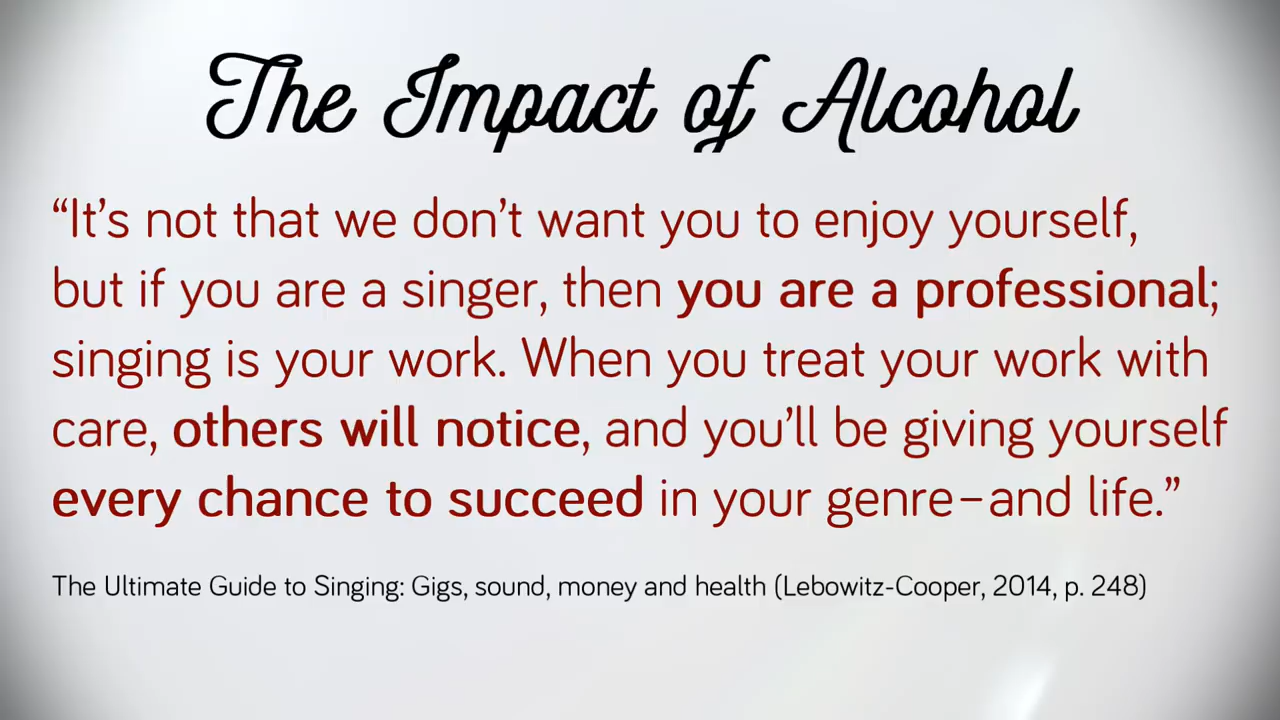 The Impact of Alcohol
“It’s not that we don’t want you to enjoy yourself,
but if you are a singer, then you are a professional;
singing is your work. When you treat your work with
care, others will notice, and you’ll be giving yourself
every chance to succeed in your genre–and life.”
The Ultimate Guide to Singing: Gigs, sound, money and health (Lebowitz-Cooper, 2014, p. 248)